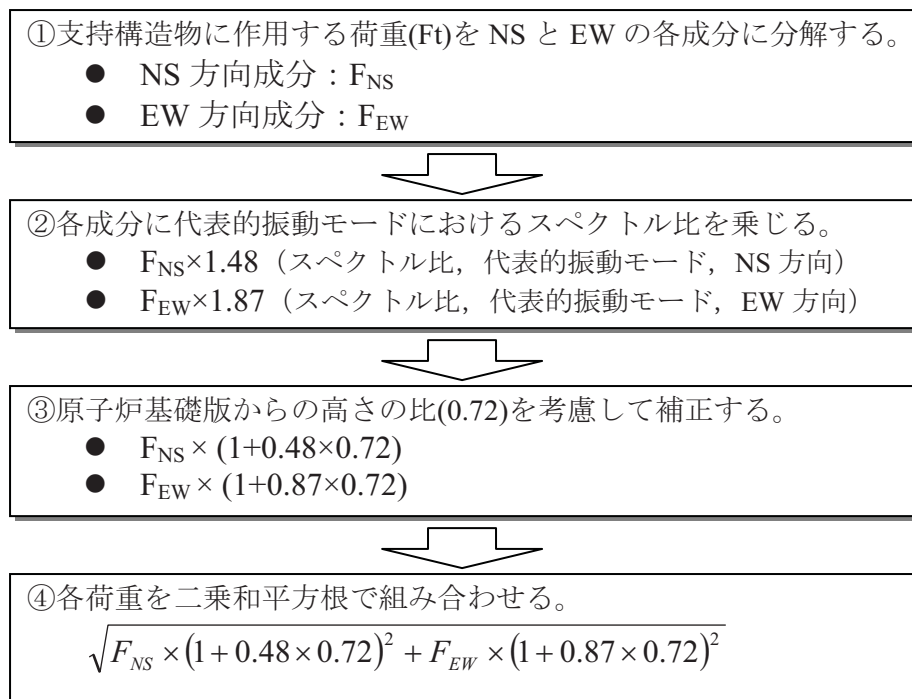 ①支持構造物に作用する荷重(Ft)を NS と EW の各成分に分解する。
● NS 方向成分：F_NS
● EW 方向成分：F_EW
②各成分に代表的振動モードにおけるスペクトル比を乗じる。
● F_NS×1.48（スペクトル比，代表的振動モード，NS 方向）
● F_EW×1.87（スペクトル比，代表的振動モード，EW 方向）
③原子炉基礎版からの高さの比(0.72)を考慮して補正する。
● F_NS × (1+0.48×0.72)
● F_EW × (1+0.87×0.72)
④各荷重を二乗和平方根で組み合わせる。
√(F_NS × (1+0.48×0.72)² + F_EW × (1+0.87×0.72)²)